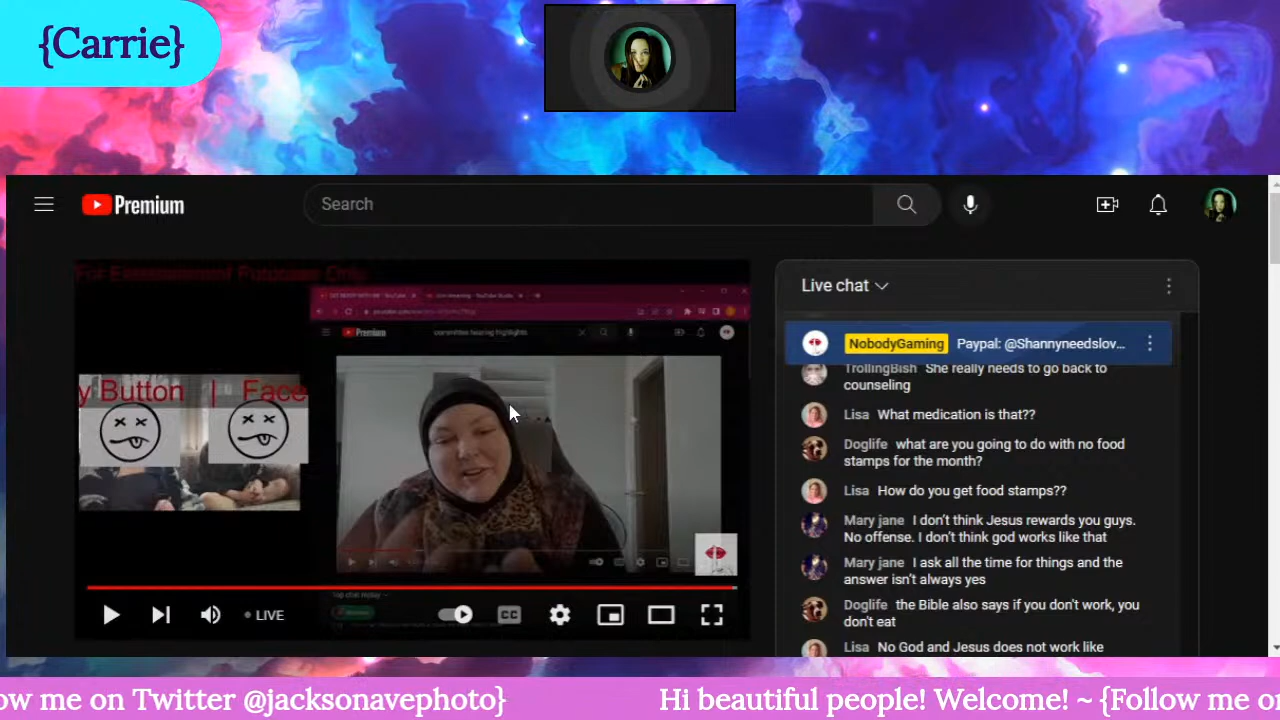 {Carrie}
Premium
Search
For Entertainment Purposes Only
Premium
committee hearing highlights
y Button | Face
LIVE
CC
Live chat
NobodyGaming Paypal: @Shannyneedslov...
TrollingBish She really needs to go back to
counseling
Lisa What medication is that??
Doglife what are you going to do with no food
stamps for the month?
Lisa How do you get food stamps??
Mary jane I don't think Jesus rewards you guys.
No offense. I don't think god works like that
Mary jane I ask all the time for things and the
answer isn't always yes
Doglife the Bible also says if you don't work, you
don't eat
Lisa No God and Jesus does not work like
ow me on Twitter @jacksonavephoto} Hi beautiful people! Welcome! ~ {Follow me o